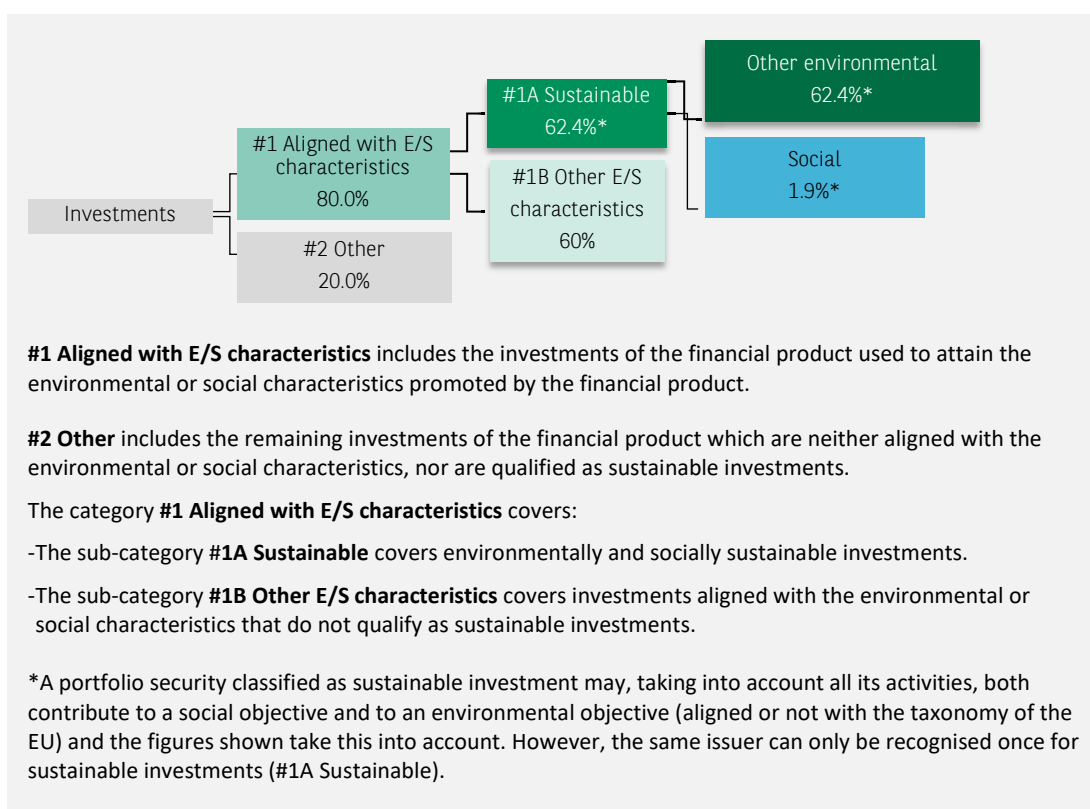 Investments
#1 Aligned with E/S
characteristics
80.0%
#2 Other
20.0%
#1A Sustainable
62.4%*
#1B Other E/S
characteristics
60%
Other environmental
62.4%*
Social
1.9%*
#1 Aligned with E/S characteristics includes the investments of the financial product used to attain the
environmental or social characteristics promoted by the financial product.
#2 Other includes the remaining investments of the financial product which are neither aligned with the
environmental or social characteristics, nor are qualified as sustainable investments.
The category #1 Aligned with E/S characteristics covers:
-The sub-category #1A Sustainable covers environmentally and socially sustainable investments.
-The sub-category #1B Other E/S characteristics covers investments aligned with the environmental or
social characteristics that do not qualify as sustainable investments.
*A portfolio security classified as sustainable investment may, taking into account all its activities, both
contribute to a social objective and to an environmental objective (aligned or not with the taxonomy of the
EU) and the figures shown take this into account. However, the same issuer can only be recognised once for
sustainable investments (#1A Sustainable).